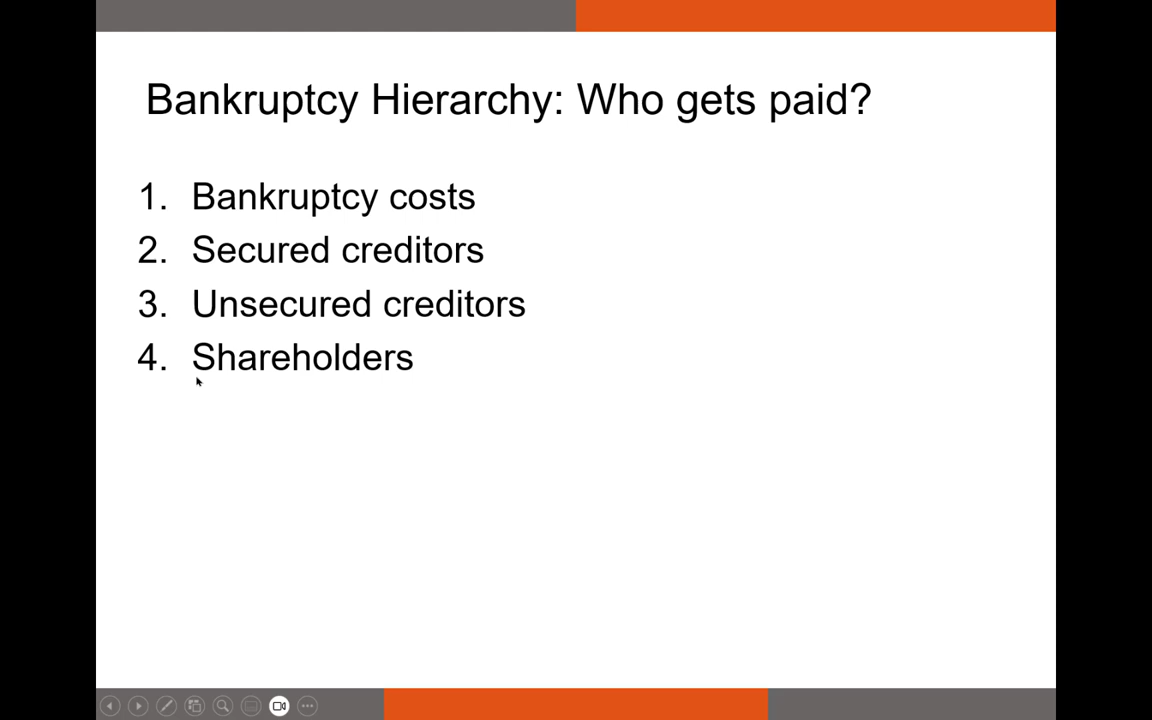 Bankruptcy Hierarchy: Who gets paid?
1. Bankruptcy costs
2. Secured creditors
3. Unsecured creditors
4. Shareholders